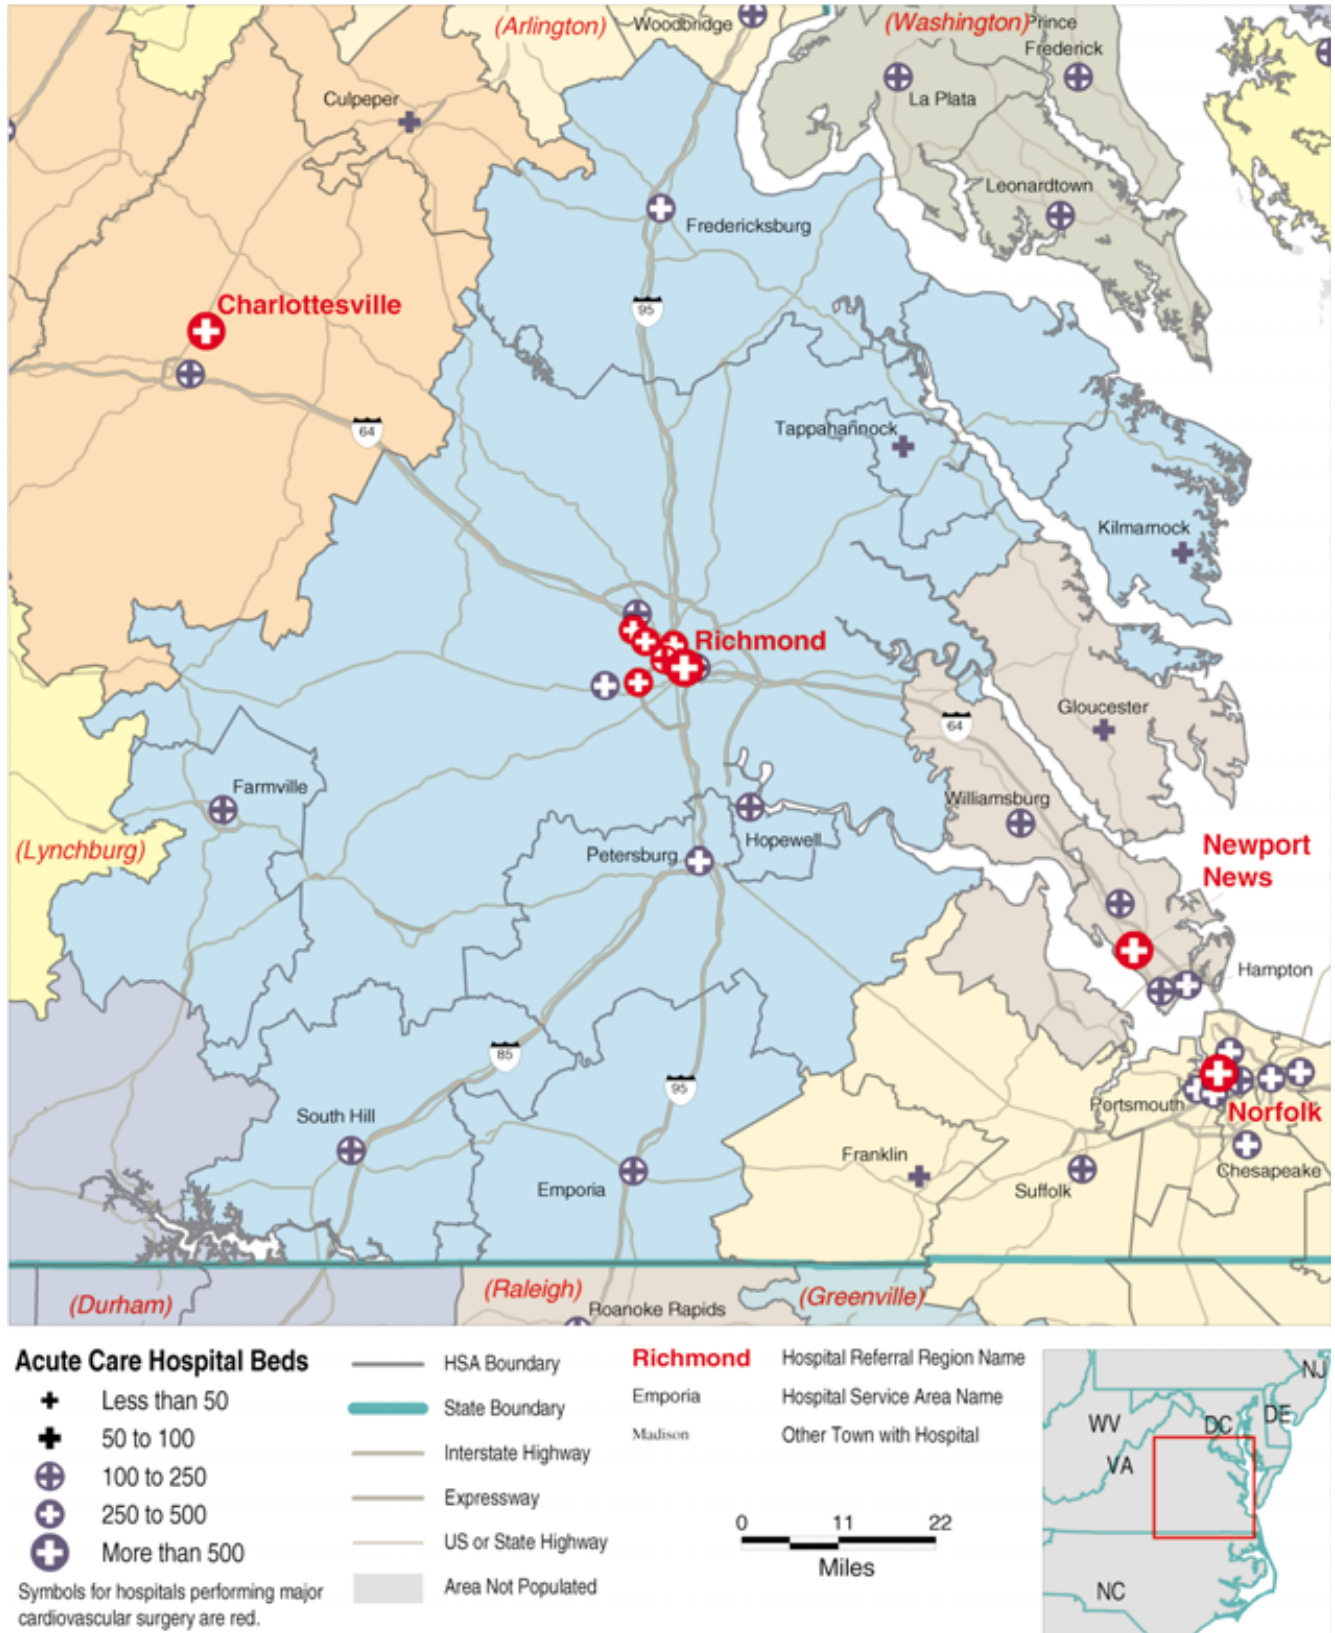 (Arlington)
Woodbridge
(Washington)
Prince
Frederick
Culpeper
La Plata
Leonardtown
Fredericksburg
Charlottesville
95
64
Tappahannock
Kilmarnock
Richmond
Gloucester
64
Farmville
Williamsburg
(Lynchburg)
Petersburg
Hopewell
Newport
News
Hampton
85
95
South Hill
Portsmouth
Norfolk
Franklin
Chesapeake
Emporia
Suffolk
(Durham)
(Raleigh)
Roanoke Rapids
(Greenville)
Acute Care Hospital Beds
Less than 50
50 to 100
100 to 250
250 to 500
More than 500
Symbols for hospitals performing major
cardiovascular surgery are red.
HSA Boundary
State Boundary
Interstate Highway
Expressway
US or State Highway
Area Not Populated
Richmond Hospital Referral Region Name
Emporia Hospital Service Area Name
Madison Other Town with Hospital
0 11 22
Miles
NJ
WV
DC
DE
VA
NC